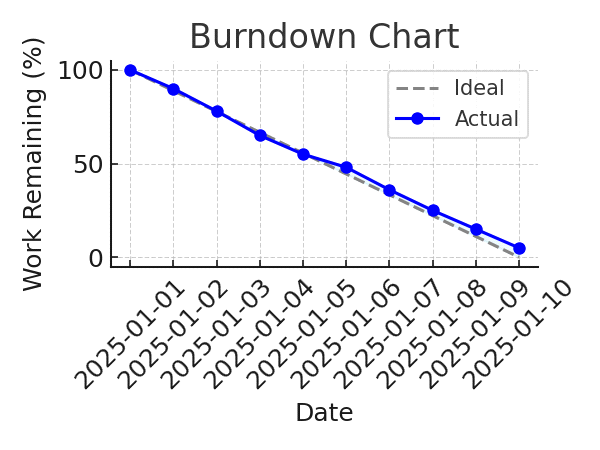 Burndown Chart
Work Remaining (%)
100
50
0
Ideal
Actual
2025-01-01
2025-01-02
2025-01-03
2025-01-04
2025-01-05
2025-01-06
2025-01-07
2025-01-08
2025-01-09
2025-01-10
Date